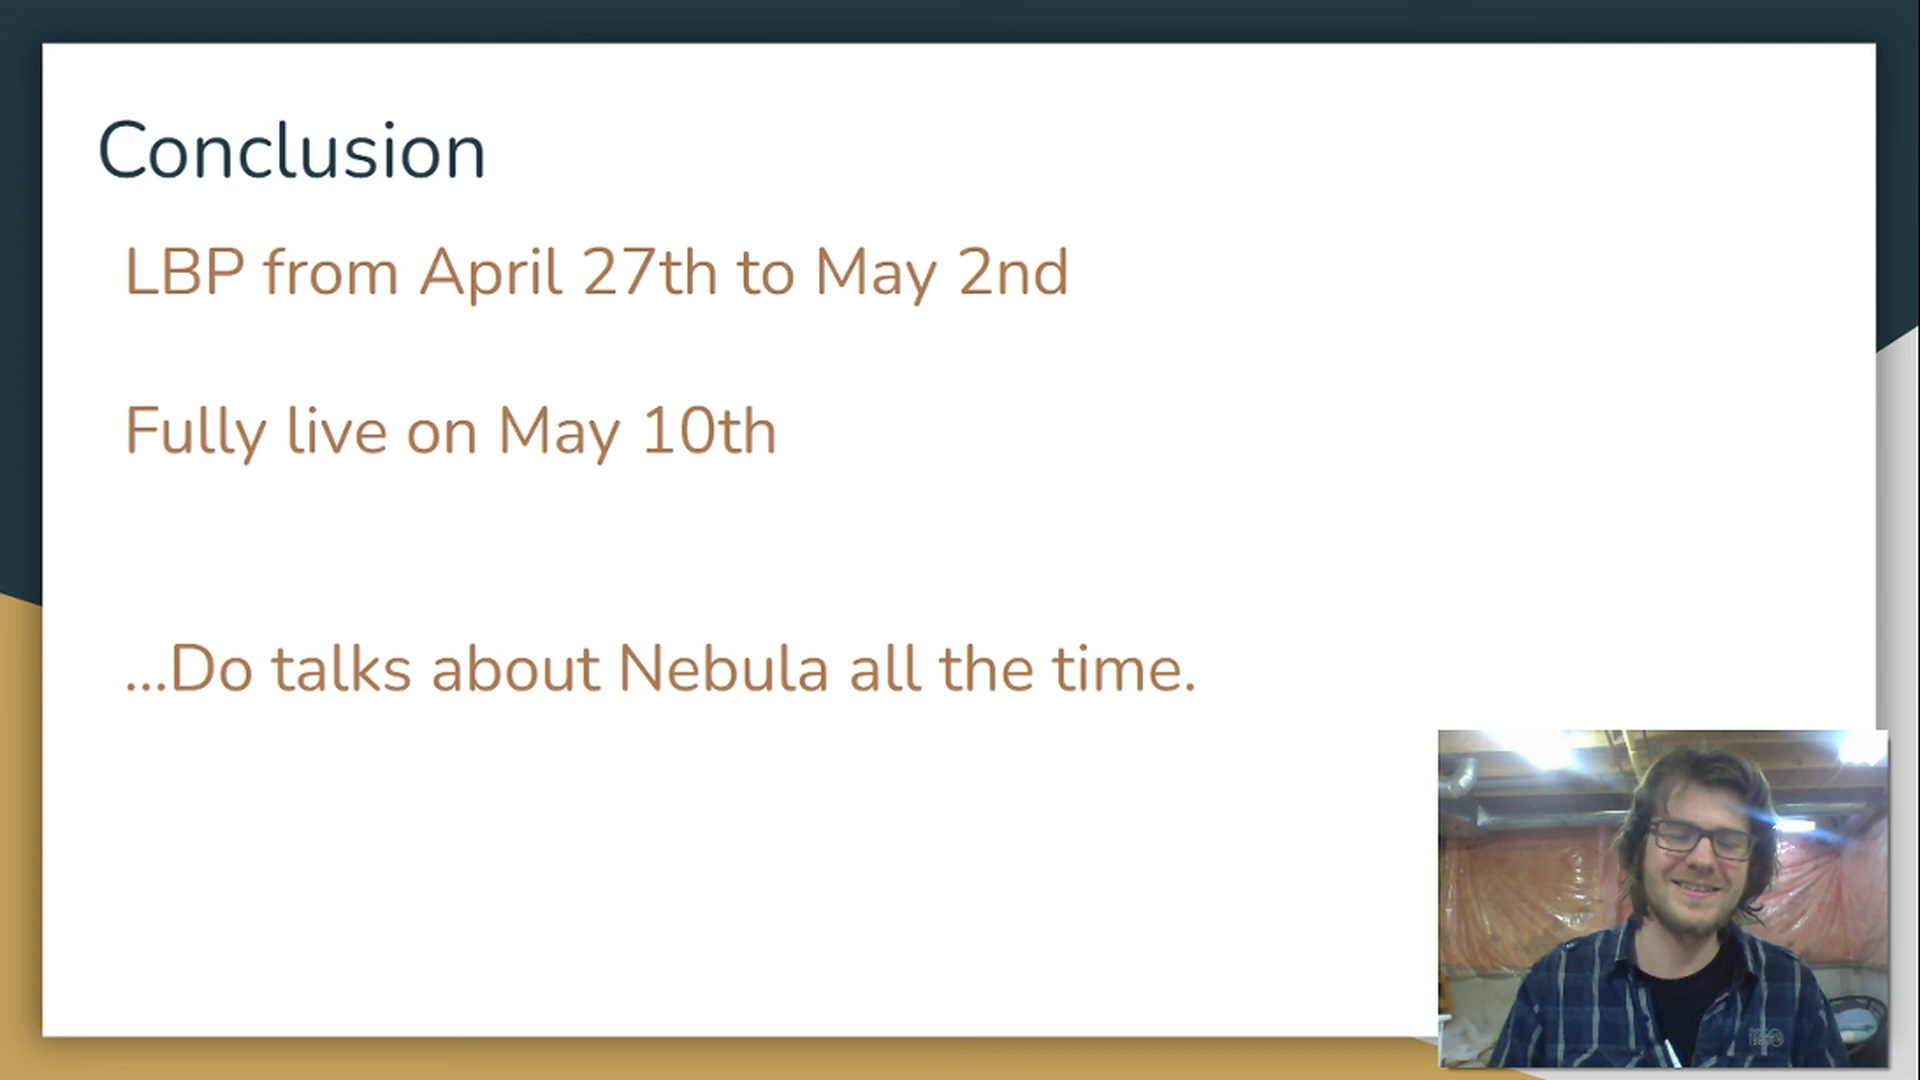 Conclusion
LBP from April 27th to May 2nd
Fully live on May 10th
...Do talks about Nebula all the time.